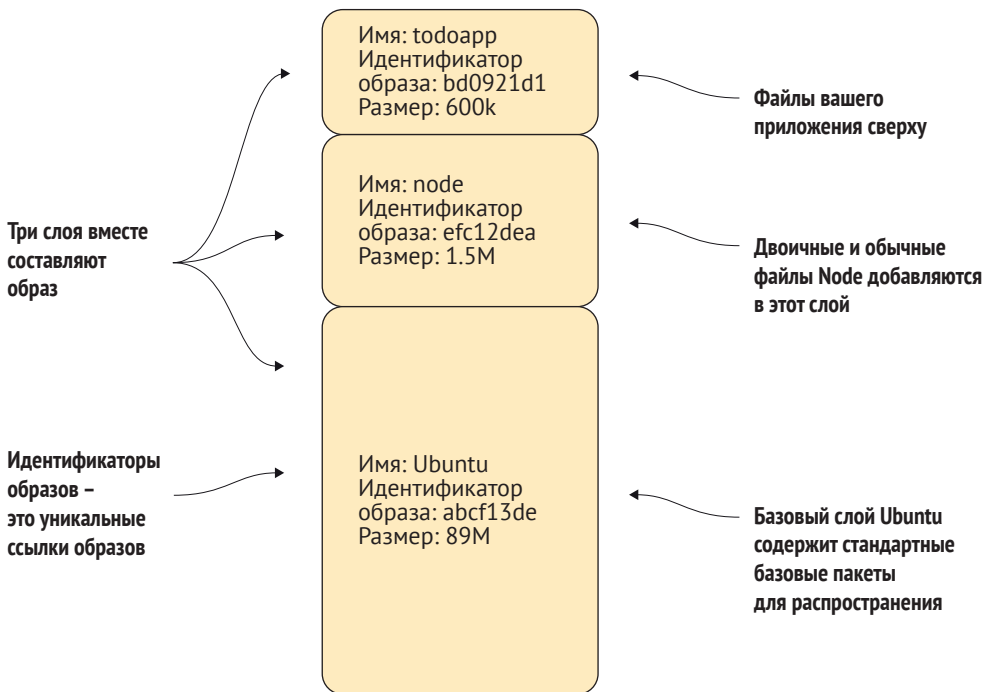 Имя: todoapp
Идентификатор
образа: bd0921d1
Размер: 600k
Файлы вашего
приложения сверху
Имя: node
Идентификатор
образа: efc12dea
Размер: 1.5M
Три слоя вместе
составляют
образ
Двоичные и обычные
файлы Node добавляются
в этот слой
Идентификаторы
образов –
это уникальные
ссылки образов
Имя: Ubuntu
Идентификатор
образа: abcf13de
Размер: 89M
Базовый слой Ubuntu
содержит стандартные
базовые пакеты
для распространения